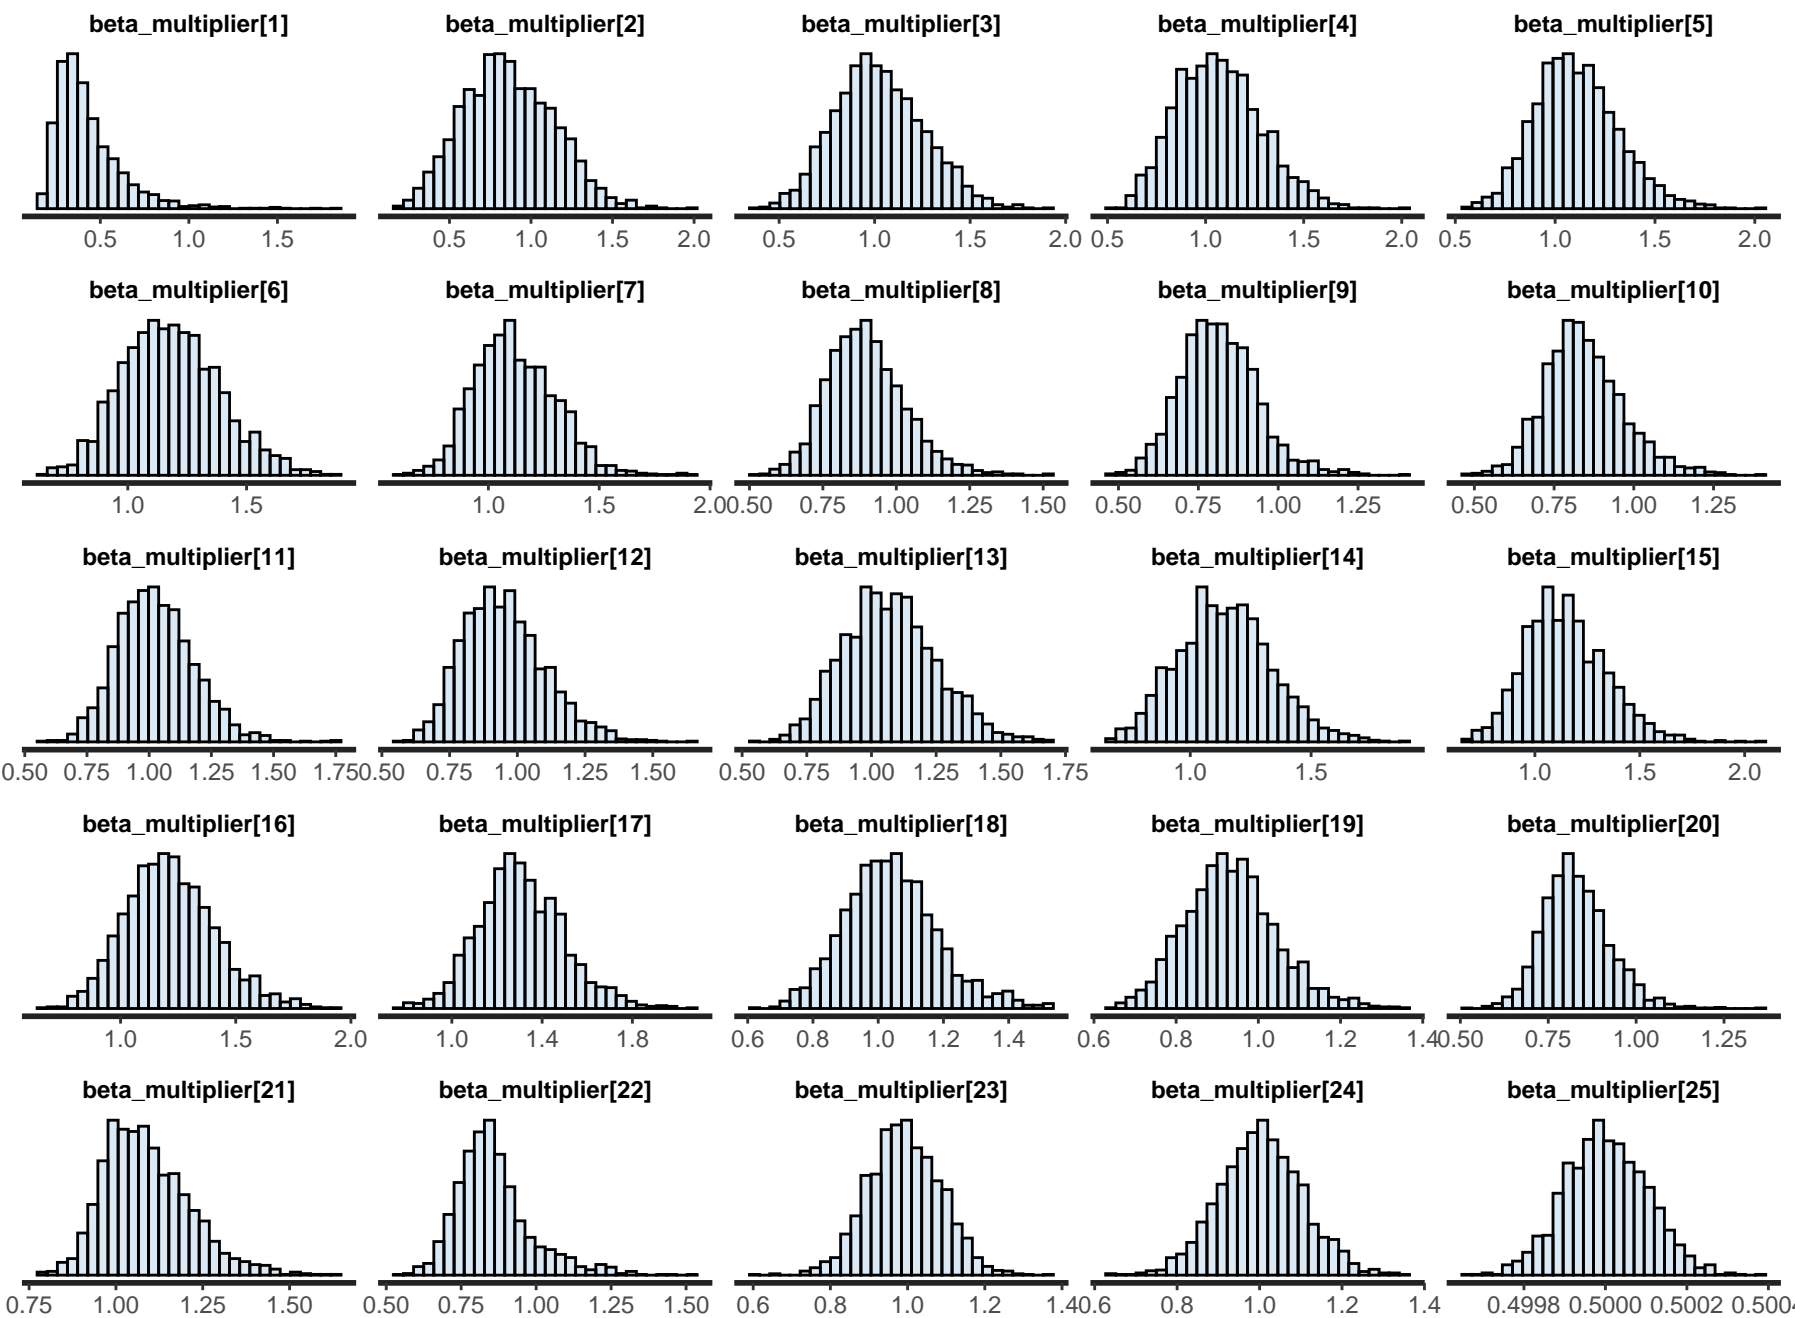 beta_multiplier[1] beta_multiplier[2] beta_multiplier[3] beta_multiplier[4] beta_multiplier[5]
0.5 1.0 1.5 0.5 1.0 1.5 2.0 0.5 1.0 1.5 2.0 0.5 1.0 1.5 2.0 0.5 1.0 1.5 2.0
beta_multiplier[6] beta_multiplier[7] beta_multiplier[8] beta_multiplier[9] beta_multiplier[10]
1.0 1.5 1.0 1.5 2.0 0.50 0.75 1.00 1.25 1.50 0.50 0.75 1.00 1.25 0.50 0.75 1.00 1.25
beta_multiplier[11] beta_multiplier[12] beta_multiplier[13] beta_multiplier[14] beta_multiplier[15]
0.50 0.75 1.00 1.25 1.50 1.75 0.50 0.75 1.00 1.25 1.50 0.50 0.75 1.00 1.25 1.50 1.75 1.0 1.5 1.0 1.5 2.0
beta_multiplier[16] beta_multiplier[17] beta_multiplier[18] beta_multiplier[19] beta_multiplier[20]
1.0 1.5 2.0 1.0 1.4 1.8 0.6 0.8 1.0 1.2 1.4 0.6 0.8 1.0 1.2 1.4 0.50 0.75 1.00 1.25
beta_multiplier[21] beta_multiplier[22] beta_multiplier[23] beta_multiplier[24] beta_multiplier[25]
0.75 1.00 1.25 1.50 0.50 0.75 1.00 1.25 1.50 0.6 0.8 1.0 1.2 1.4 0.6 0.8 1.0 1.2 1.4 0.4998 0.5000 0.5002 0.5004